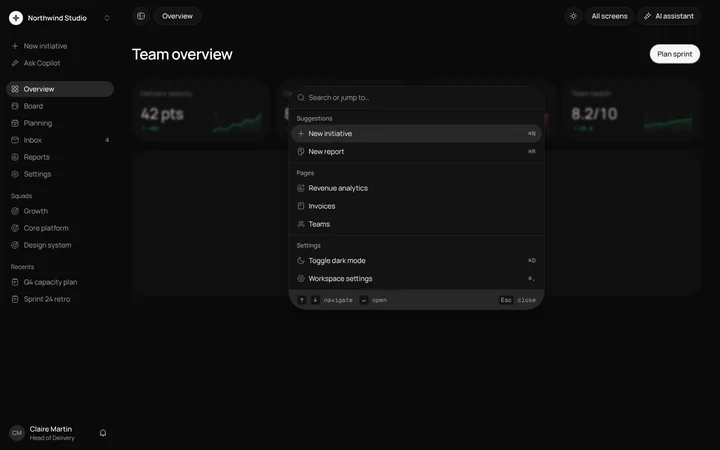 Northwind Studio
Overview
All screens
AI assistant
New initiative
Ask Copilot
Team overview
Plan sprint
Overview
Board
Planning
Inbox
4
Reports
Settings
Squads
Growth
Core platform
Design system
Recents
Q4 capacity plan
Sprint 24 retro
Delivery velocity
42 pts
Team health
8.2/10
Search or jump to...
Suggestions
New initiative
⌘N
New report
⌘R
Pages
Revenue analytics
Invoices
Teams
Settings
Toggle dark mode
⌘D
Workspace settings
⌘,
↑ ↓ navigate ↵ open
Esc close
CM
Claire Martin
Head of Delivery